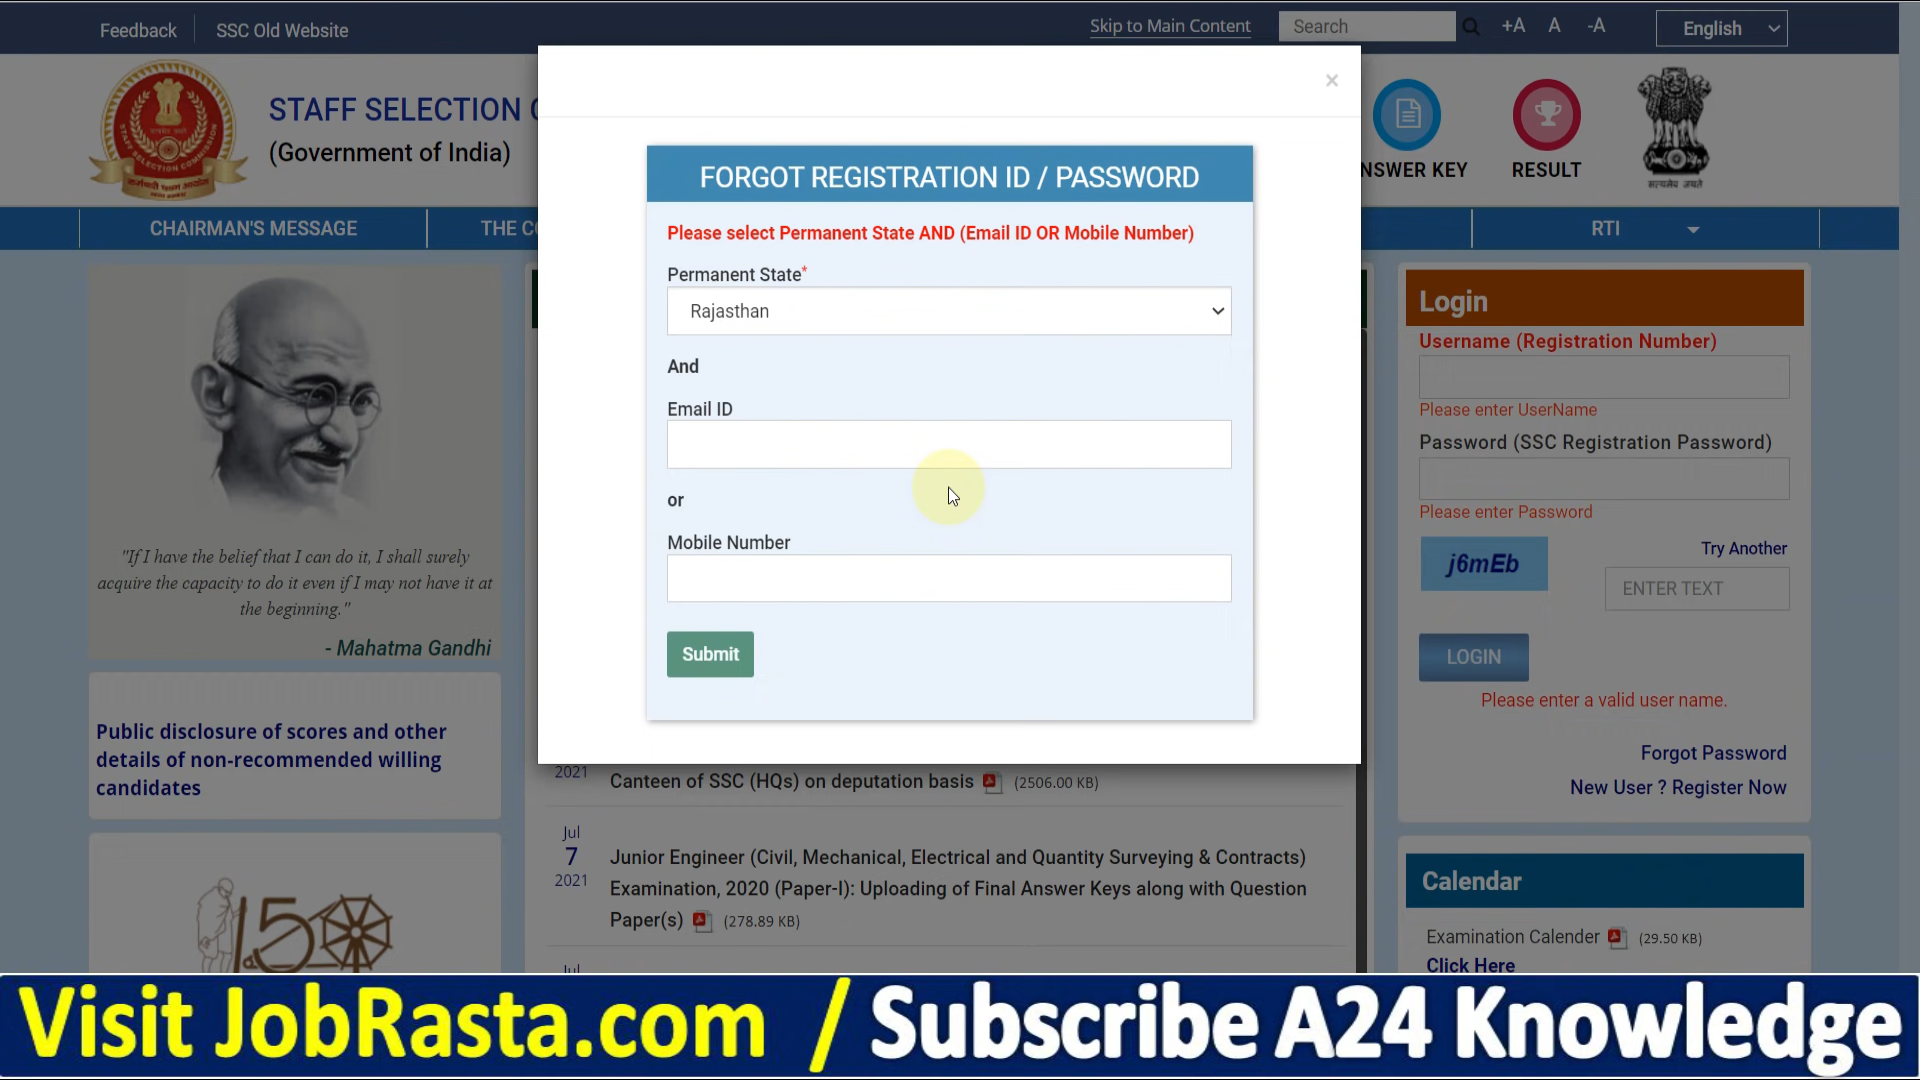 Feedback
SSC Old Website
Skip to Main Content
Search
+A
A
-A
English
STAFF SELECTION
(Government of India)
×
NSWER KEY
RESULT
सत्यमेव जयते
CHAIRMAN'S MESSAGE
THE
RTI
FORGOT REGISTRATION ID / PASSWORD
Please select Permanent State AND (Email ID OR Mobile Number)
Permanent State*
Rajasthan
And
Email ID
or
Mobile Number
Submit
Login
Username (Registration Number)
Please enter UserName
Password (SSC Registration Password)
Please enter Password
j6mEb
Try Another
ENTER TEXT
LOGIN
Please enter a valid user name.
Forgot Password
New User ? Register Now
"If I have the belief that I can do it, I shall surely
acquire the capacity to do it even if I may not have it at
the beginning."
- Mahatma Gandhi
Public disclosure of scores and other
details of non-recommended willing
candidates
150
2021
Canteen of SSC (HQs) on deputation basis (2506.00 KB)
Jul
7
2021
Junior Engineer (Civil, Mechanical, Electrical and Quantity Surveying & Contracts)
Examination, 2020 (Paper-I): Uploading of Final Answer Keys along with Question
Paper(s) (278.89 KB)
Jul
Calendar
Examination Calender (29.50 KB)
Click Here
Visit JobRasta.com / Subscribe A24 Knowledge